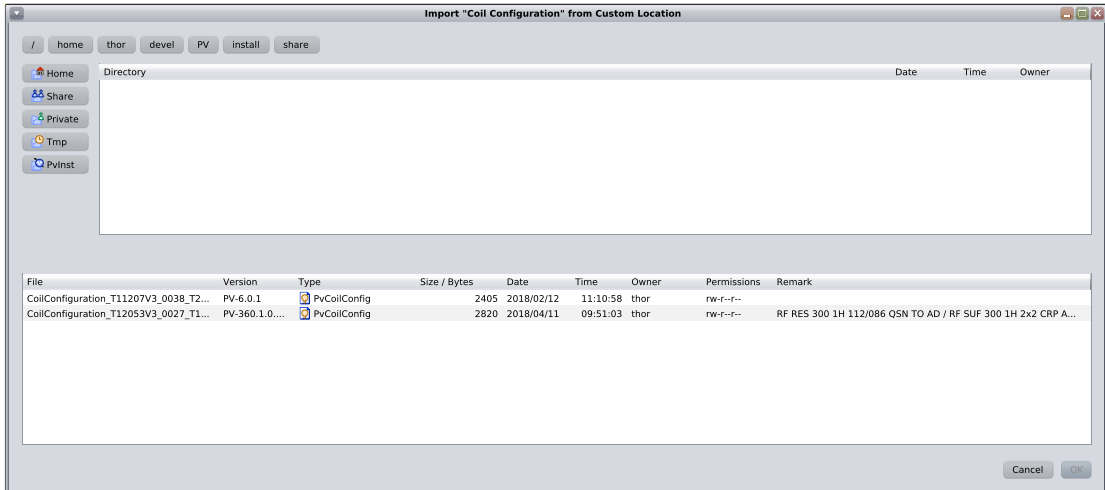 Import "Coil Configuration" from Custom Location
/ home thor devel PV install share
Home
Share
Private
Tmp
PvInst
Directory Date Time Owner
File Version Type Size / Bytes Date Time Owner Permissions Remark
CoilConfiguration_T11207V3_0038_T2... PV-6.0.1 PvCoilConfig 2405 2018/02/12 11:10:58 thor rw-r--r--
CoilConfiguration_T12053V3_0027_T1... PV-360.1.0.... PvCoilConfig 2820 2018/04/11 09:51:03 thor rw-r--r-- RF RES 300 1H 112/086 QSN TO AD / RF SUF 300 1H 2x2 CRP A...
Cancel OK